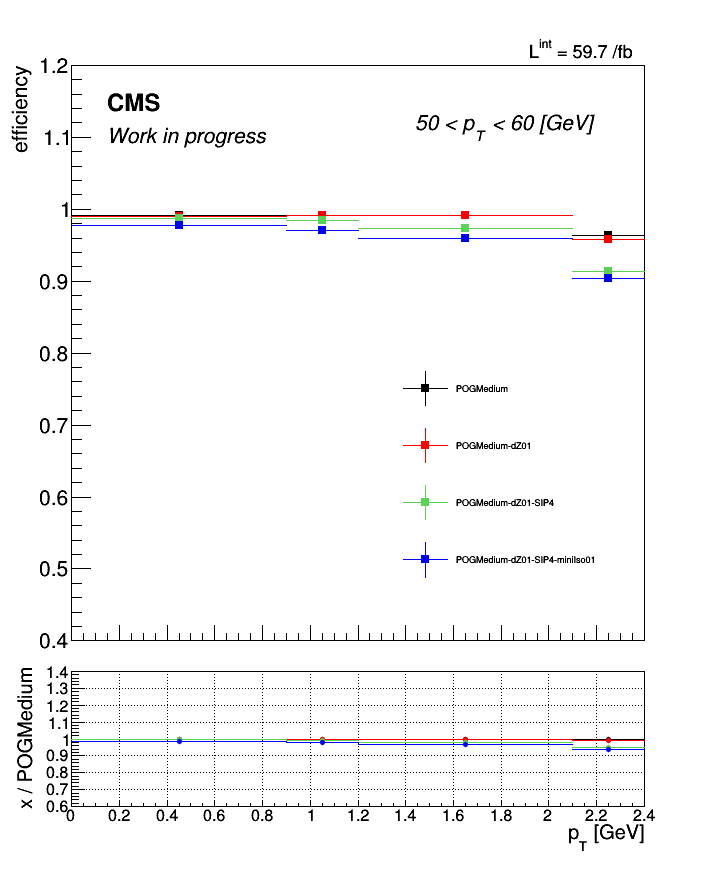 L^int = 59.7 /fb
efficiency
1.2
1.1
1
0.9
0.8
0.7
0.6
0.5
0.4
CMS
Work in progress
50 < p_T < 60 [GeV]
POGMedium
POGMedium-dZ01
POGMedium-dZ01-SIP4
POGMedium-dZ01-SIP4-miniIso01
x / POGMedium
1.4
1.3
1.2
1.1
1
0.9
0.8
0.7
0.6
0 0.2 0.4 0.6 0.8 1 1.2 1.4 1.6 1.8 2 2.2 2.4
p_T [GeV]